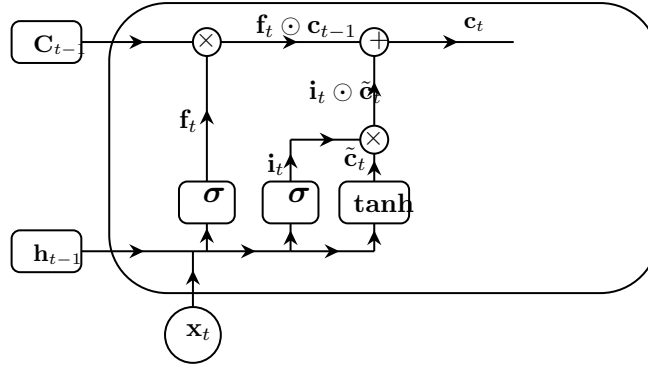 f_t ⊙ c_{t−1}
c_t
C_{t−1}
×
+
i_t ⊙ c̃_t
f_t
×
i_t
c̃_t
σ
σ
tanh
h_{t−1}
x_t